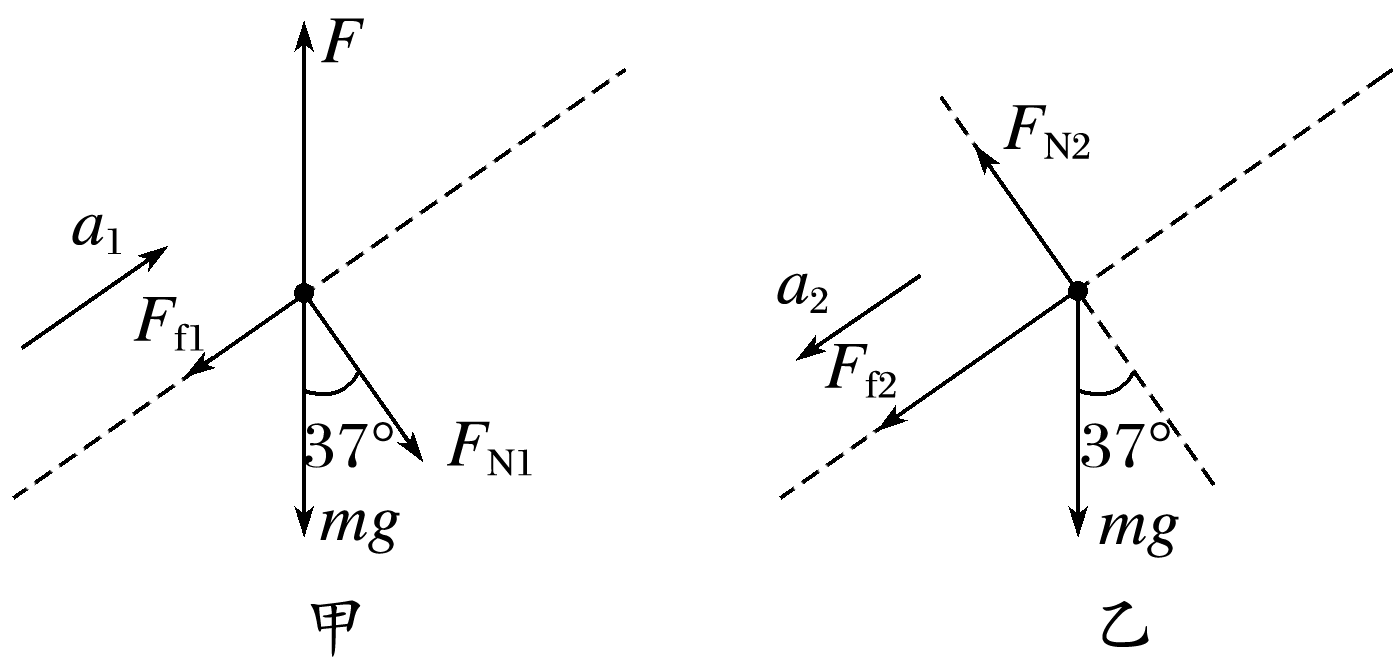 F
a₁
F_f1
37°
F_N1
mg
甲
F_N2
a₂
F_f2
37°
mg
乙